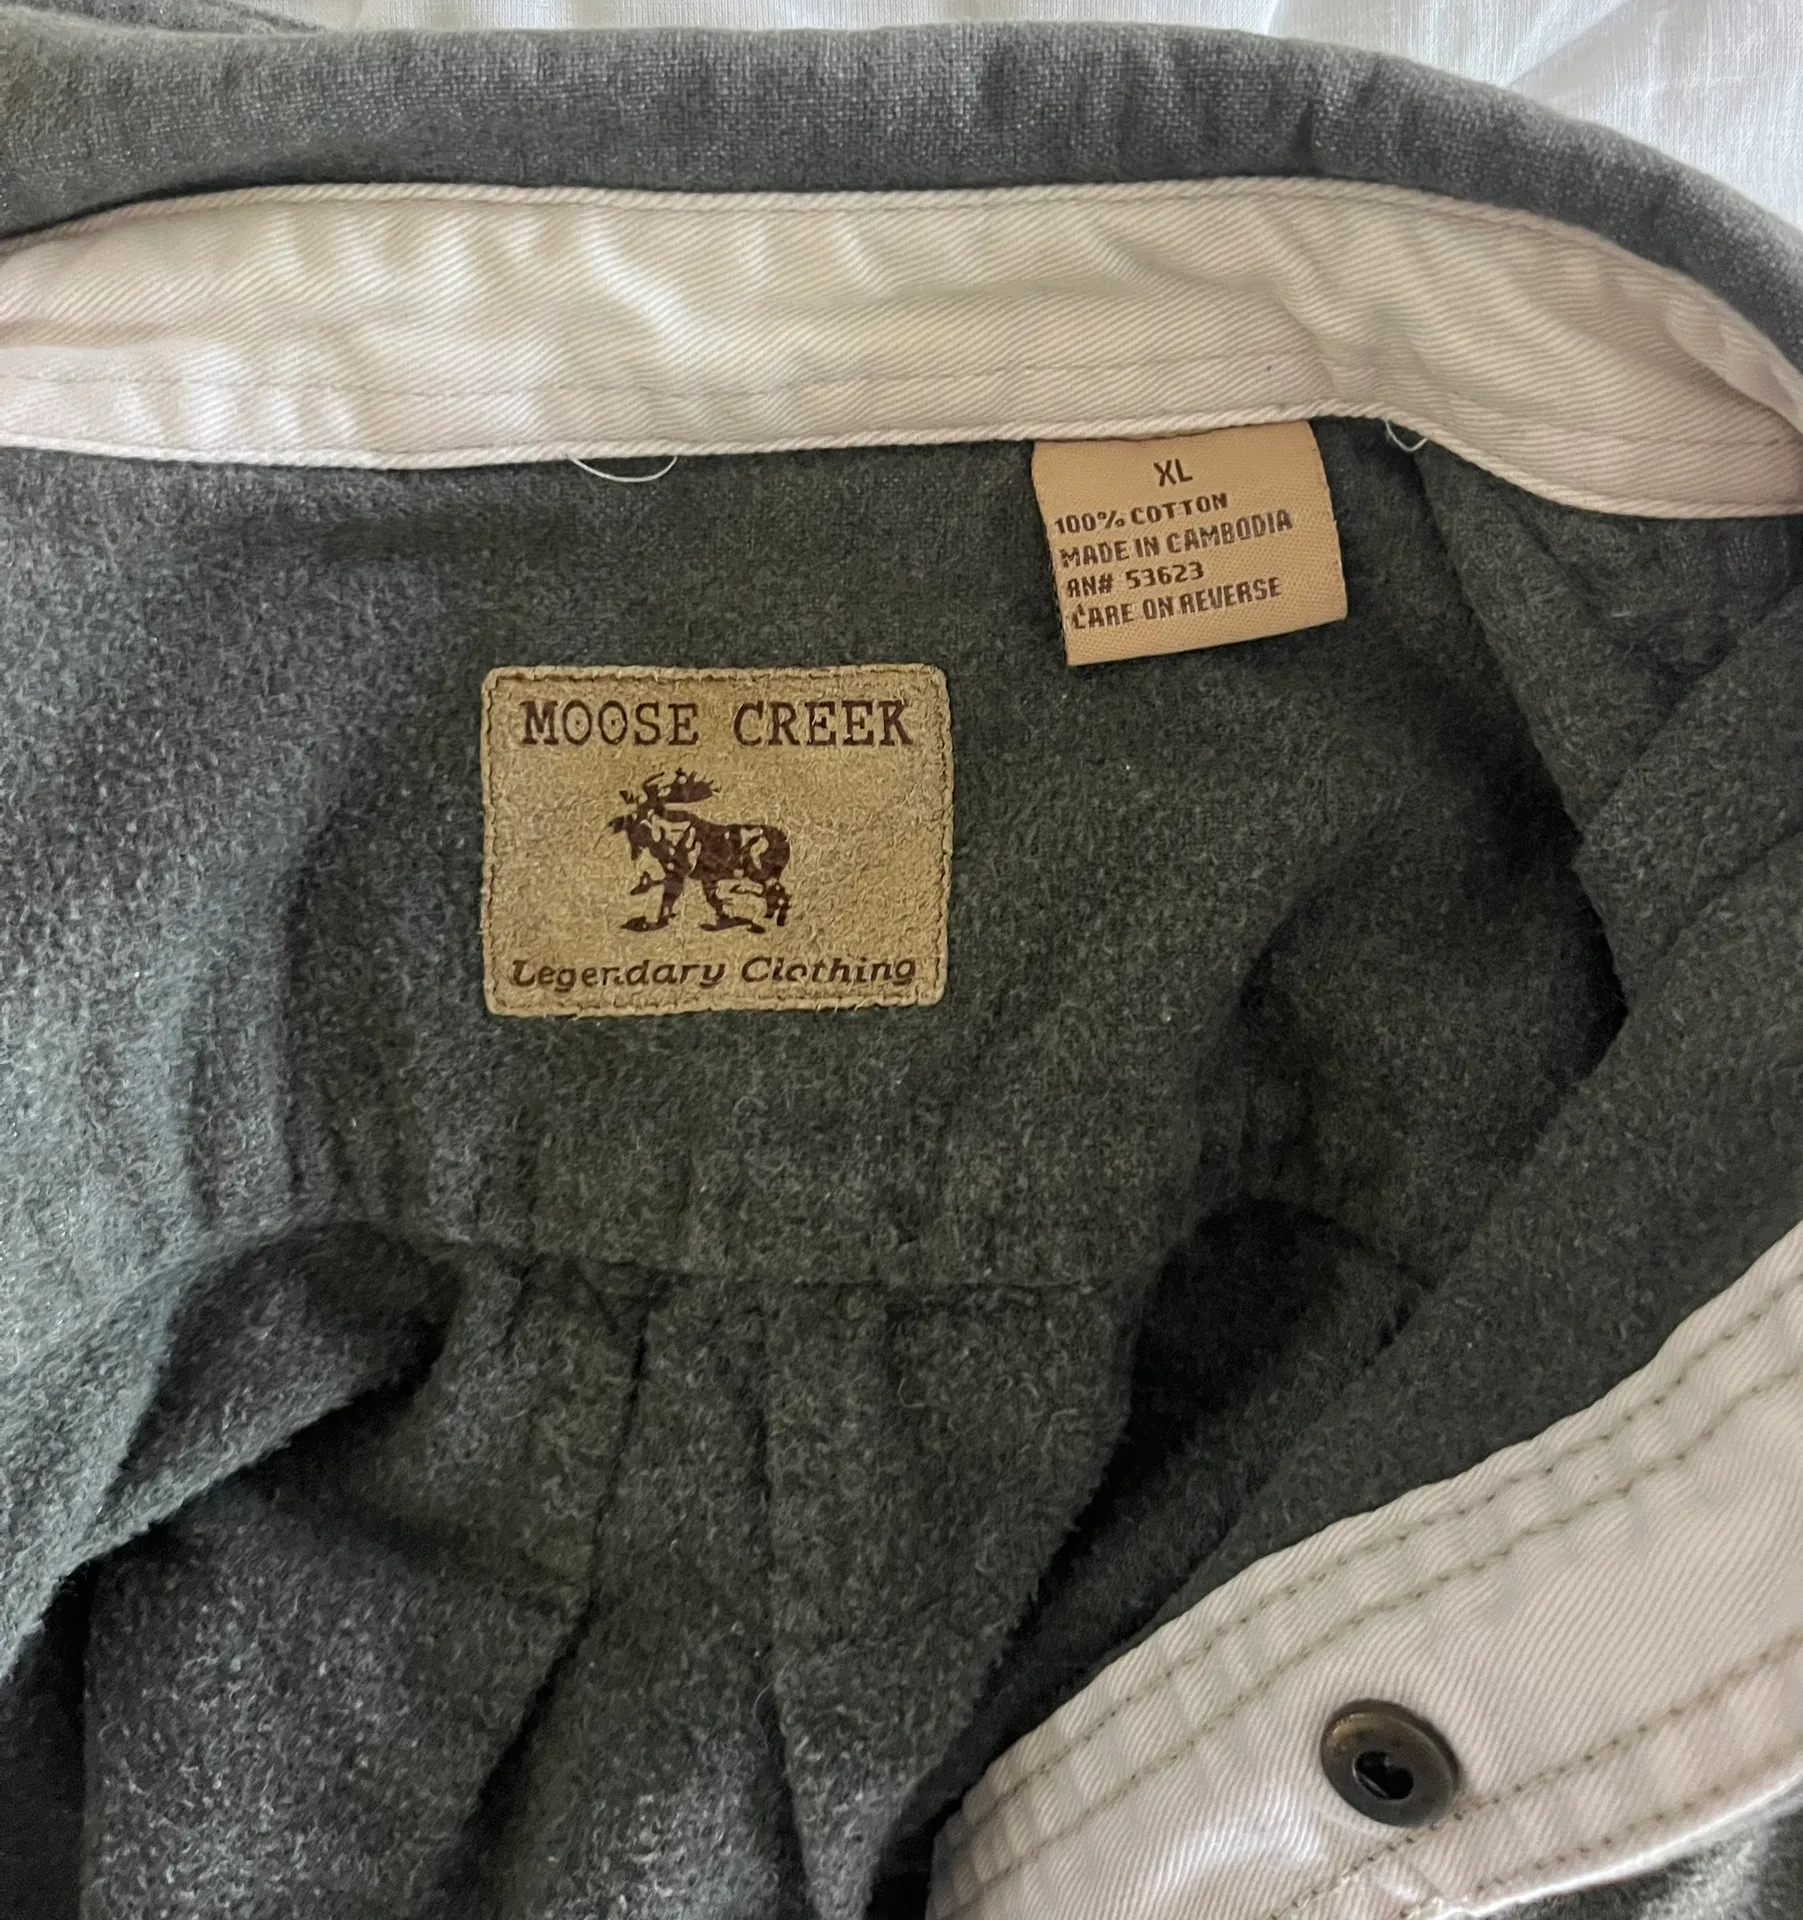 XL
100% COTTON
MADE IN CAMBODIA
RN# 53623
CARE ON REVERSE
MOOSE CREEK
Legendary Clothing